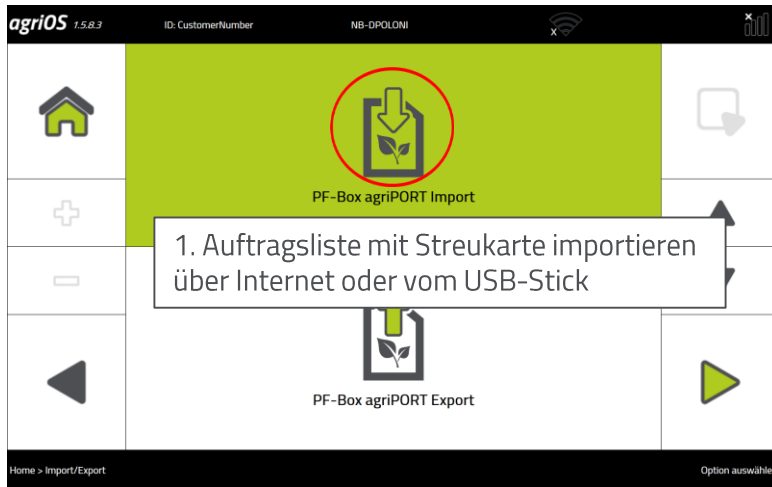 agriOS 1.5.8.3
ID: CustomerNumber
NB-DPOLONI
x
x
PF-Box agriPORT Import
1. Auftragsliste mit Streukarte importieren
über Internet oder vom USB-Stick
PF-Box agriPORT Export
Home > Import/Export
Option auswähle